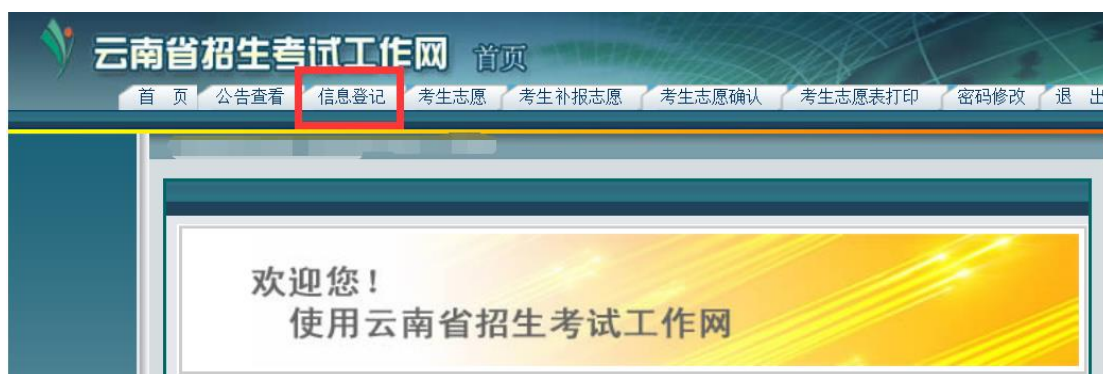 云南省招生考试工作网 首页
首 页 公告查看 信息登记 考生志愿 考生补报志愿 考生志愿确认 考生志愿表打印 密码修改 退 出
欢迎您！
使用云南省招生考试工作网